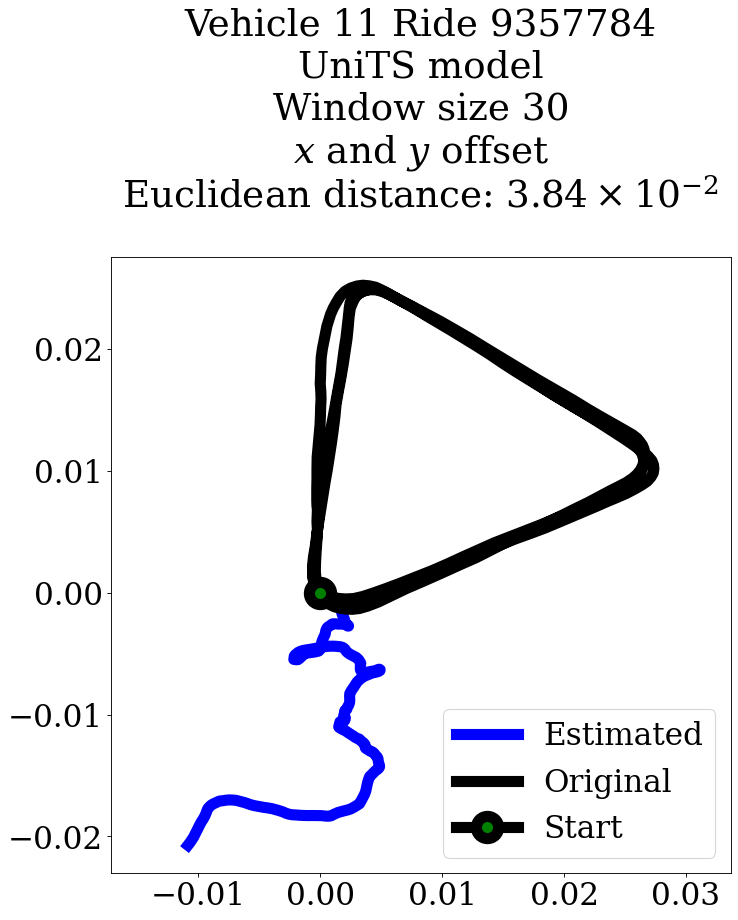 Vehicle 11 Ride 9357784
UniTS model
Window size 30
x and y offset
Euclidean distance: 3.84 × 10⁻²
0.02
0.01
0.00
−0.01
−0.02
Estimated
Original
Start
−0.01 0.00 0.01 0.02 0.03